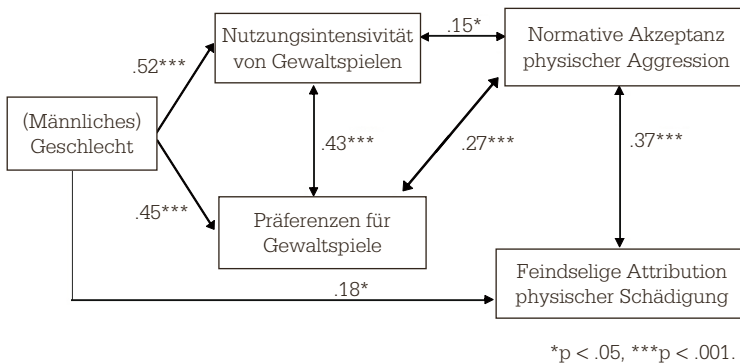 Nutzungsintensivität
von Gewaltspielen
.15*
Normative Akzeptanz
physischer Aggression
.52***
(Männliches)
Geschlecht
.43***
.27***
.37***
.45***
Präferenzen für
Gewaltspiele
.18*
Feindselige Attribution
physischer Schädigung
*p < .05, ***p < .001.